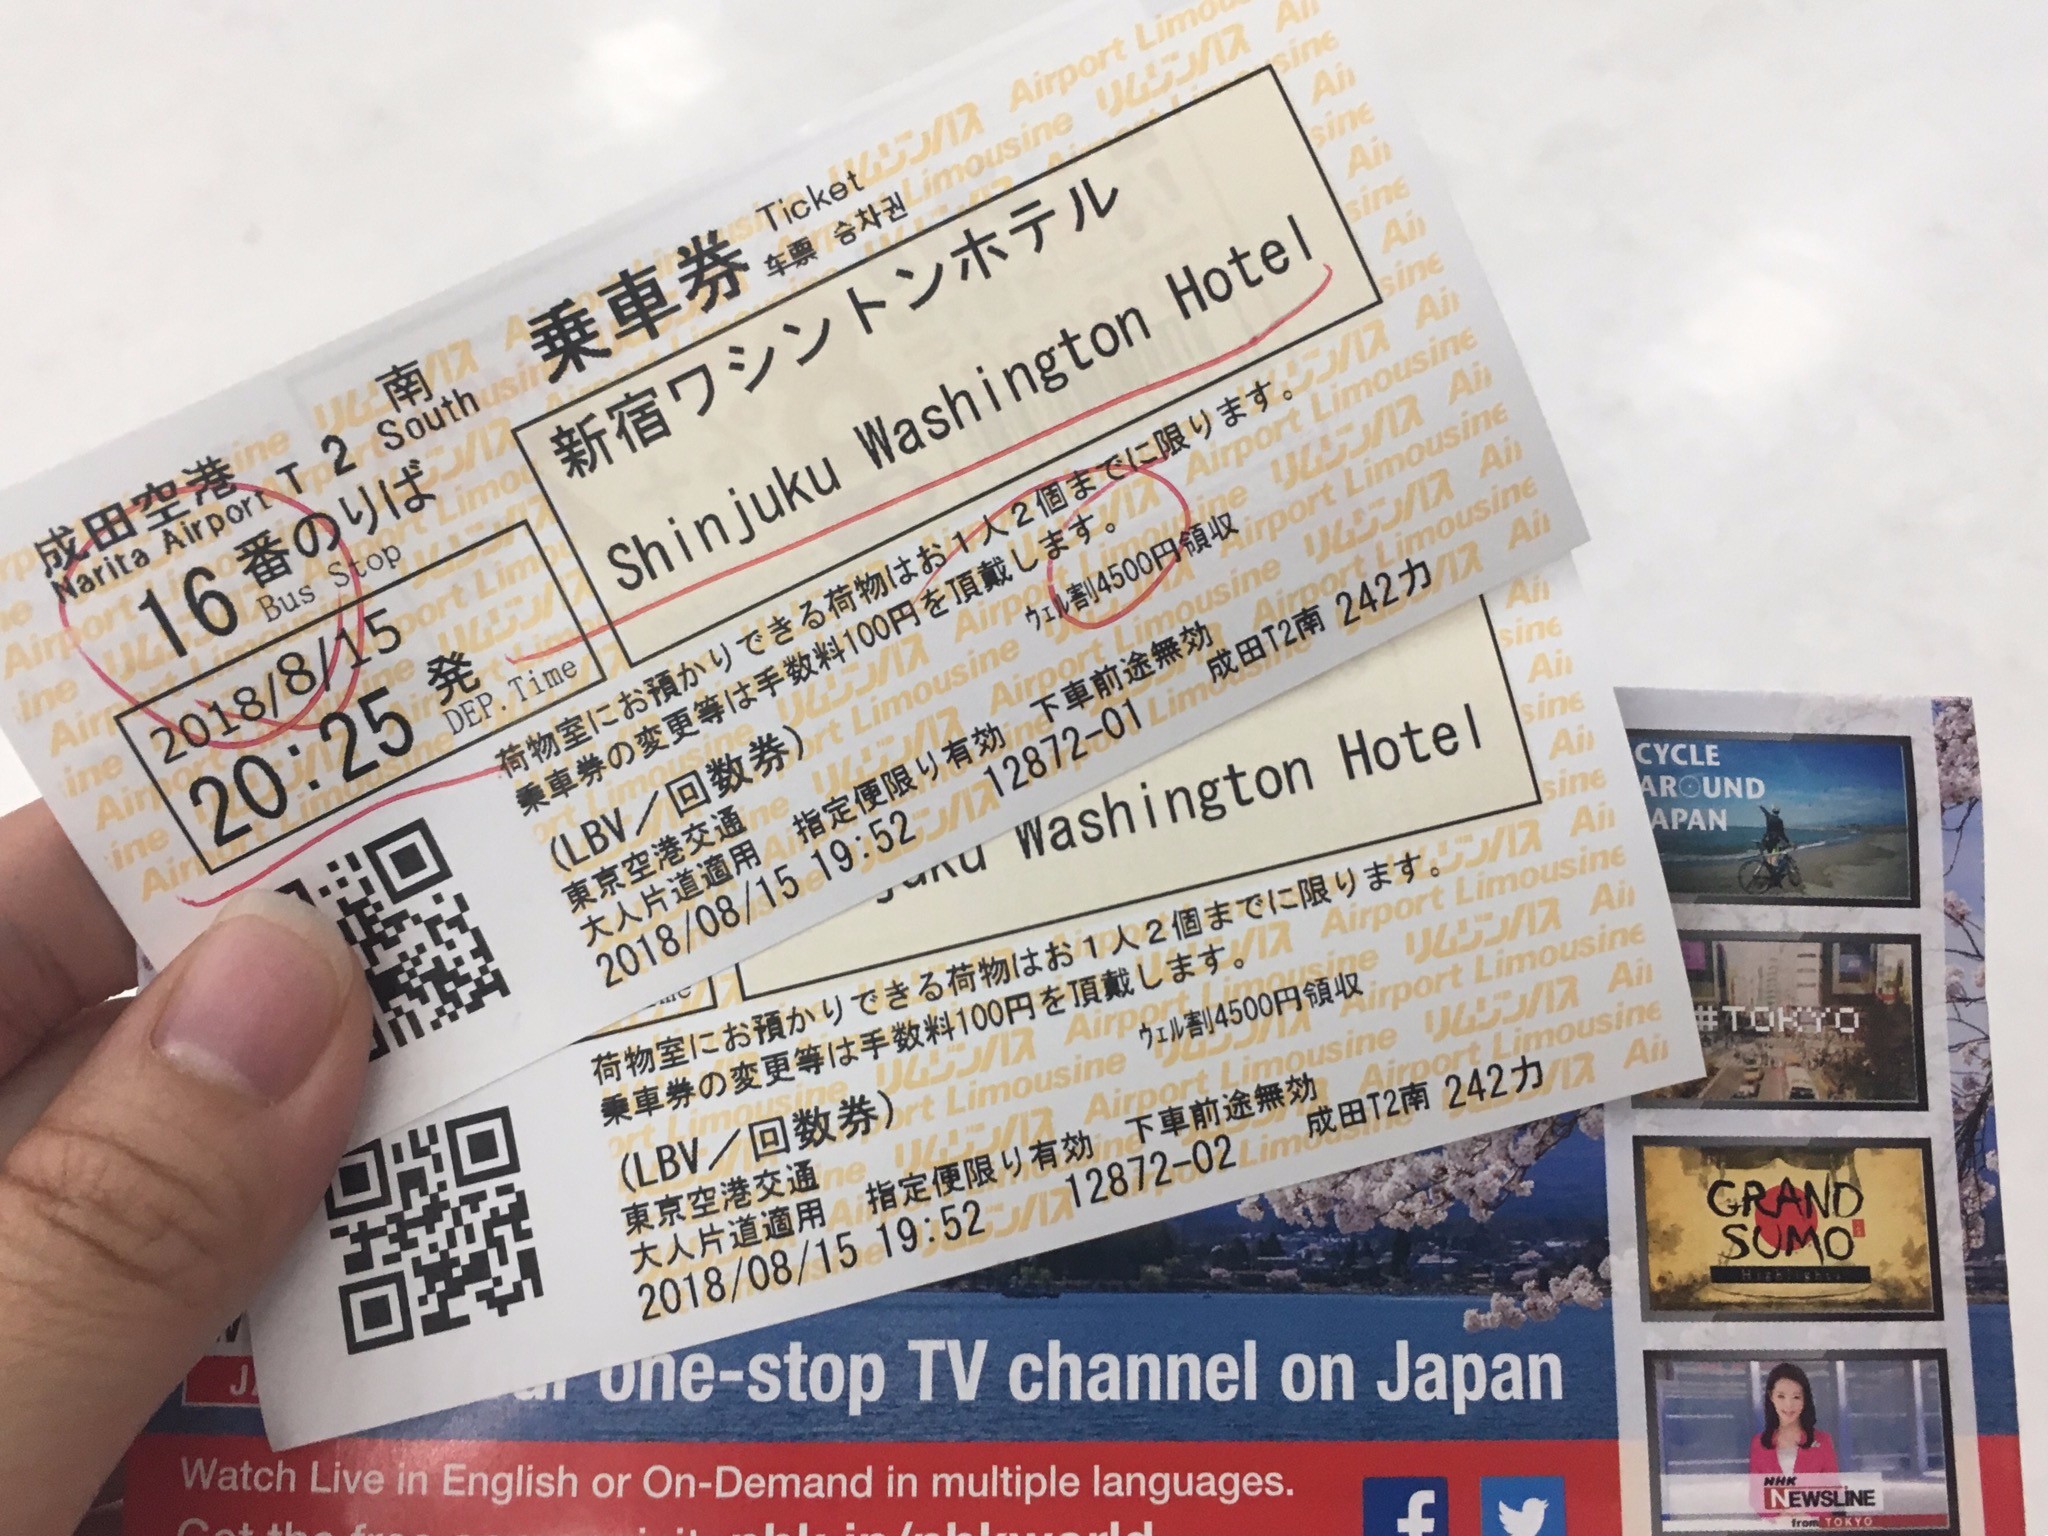 成田空港 南
Narita Airport T 2 South
16 番のりば
Bus Stop
2018/8/15
20:25 発
DEP. Time
乗車券 Ticket
车票 승차권
新宿ワシントンホテル
Shinjuku Washington Hotel
荷物室にお預かりできる荷物はお1人2個までに限ります。
乗車券の変更等は手数料100円を頂戴します。
(LBV/回数券)
ウェル割4500円領収
東京空港交通
大人片道適用 指定便限り有効 下車前途無効
2018/08/15 19:52 12872-01 成田T2南 242力
Washington Hotel
荷物室にお預かりできる荷物はお1人2個までに限ります。
乗車券の変更等は手数料100円を頂戴します。
(LBV/回数券)
ウェル割4500円領収
東京空港交通
大人片道適用 指定便限り有効 下車前途無効
2018/08/15 19:52 12872-02 成田T2南 242力
リムジンバス Airport Limousine
CYCLE
AROUND
JAPAN
#TOKYO
GRAND
SUMO
Highlights
NHK
NEWSLINE
from TOKYO
one-stop TV channel on Japan
Watch Live in English or On-Demand in multiple languages.